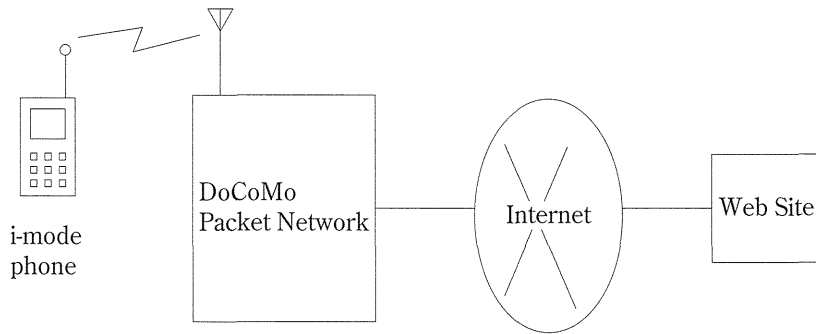 i-mode
phone
DoCoMo
Packet Network
Internet
Web Site